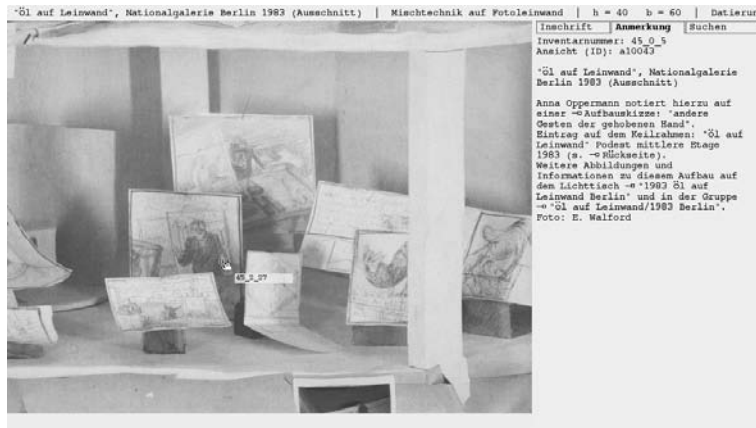 "öl auf Leinwand", Nationalgalerie Berlin 1983 (Ausschnitt) | Mischtechnik auf Fotoleinwand | h = 40 b = 60 | Datierun
Inschrift Anmerkung Suchen
Inventarnummer: 45_0_5
Ansicht (ID): a10043
"öl auf Leinwand", Nationalgalerie
Berlin 1983 (Ausschnitt)
Anna Oppermann notiert hierzu auf
einer Aufbauskizze: "andere
Gesten der gehobenen Hand".
Eintrag auf dem Keilrahmen: "Öl auf
Leinwand" Podest mittlere Etage
1983 (s. Rückseite).
Weitere Abbildungen und
Informationen zu diesem Aufbau auf
dem Lichttisch "1983 Öl auf
Leinwand Berlin" und in der Gruppe
"öl auf Leinwand/1983 Berlin".
Foto: E. Walford